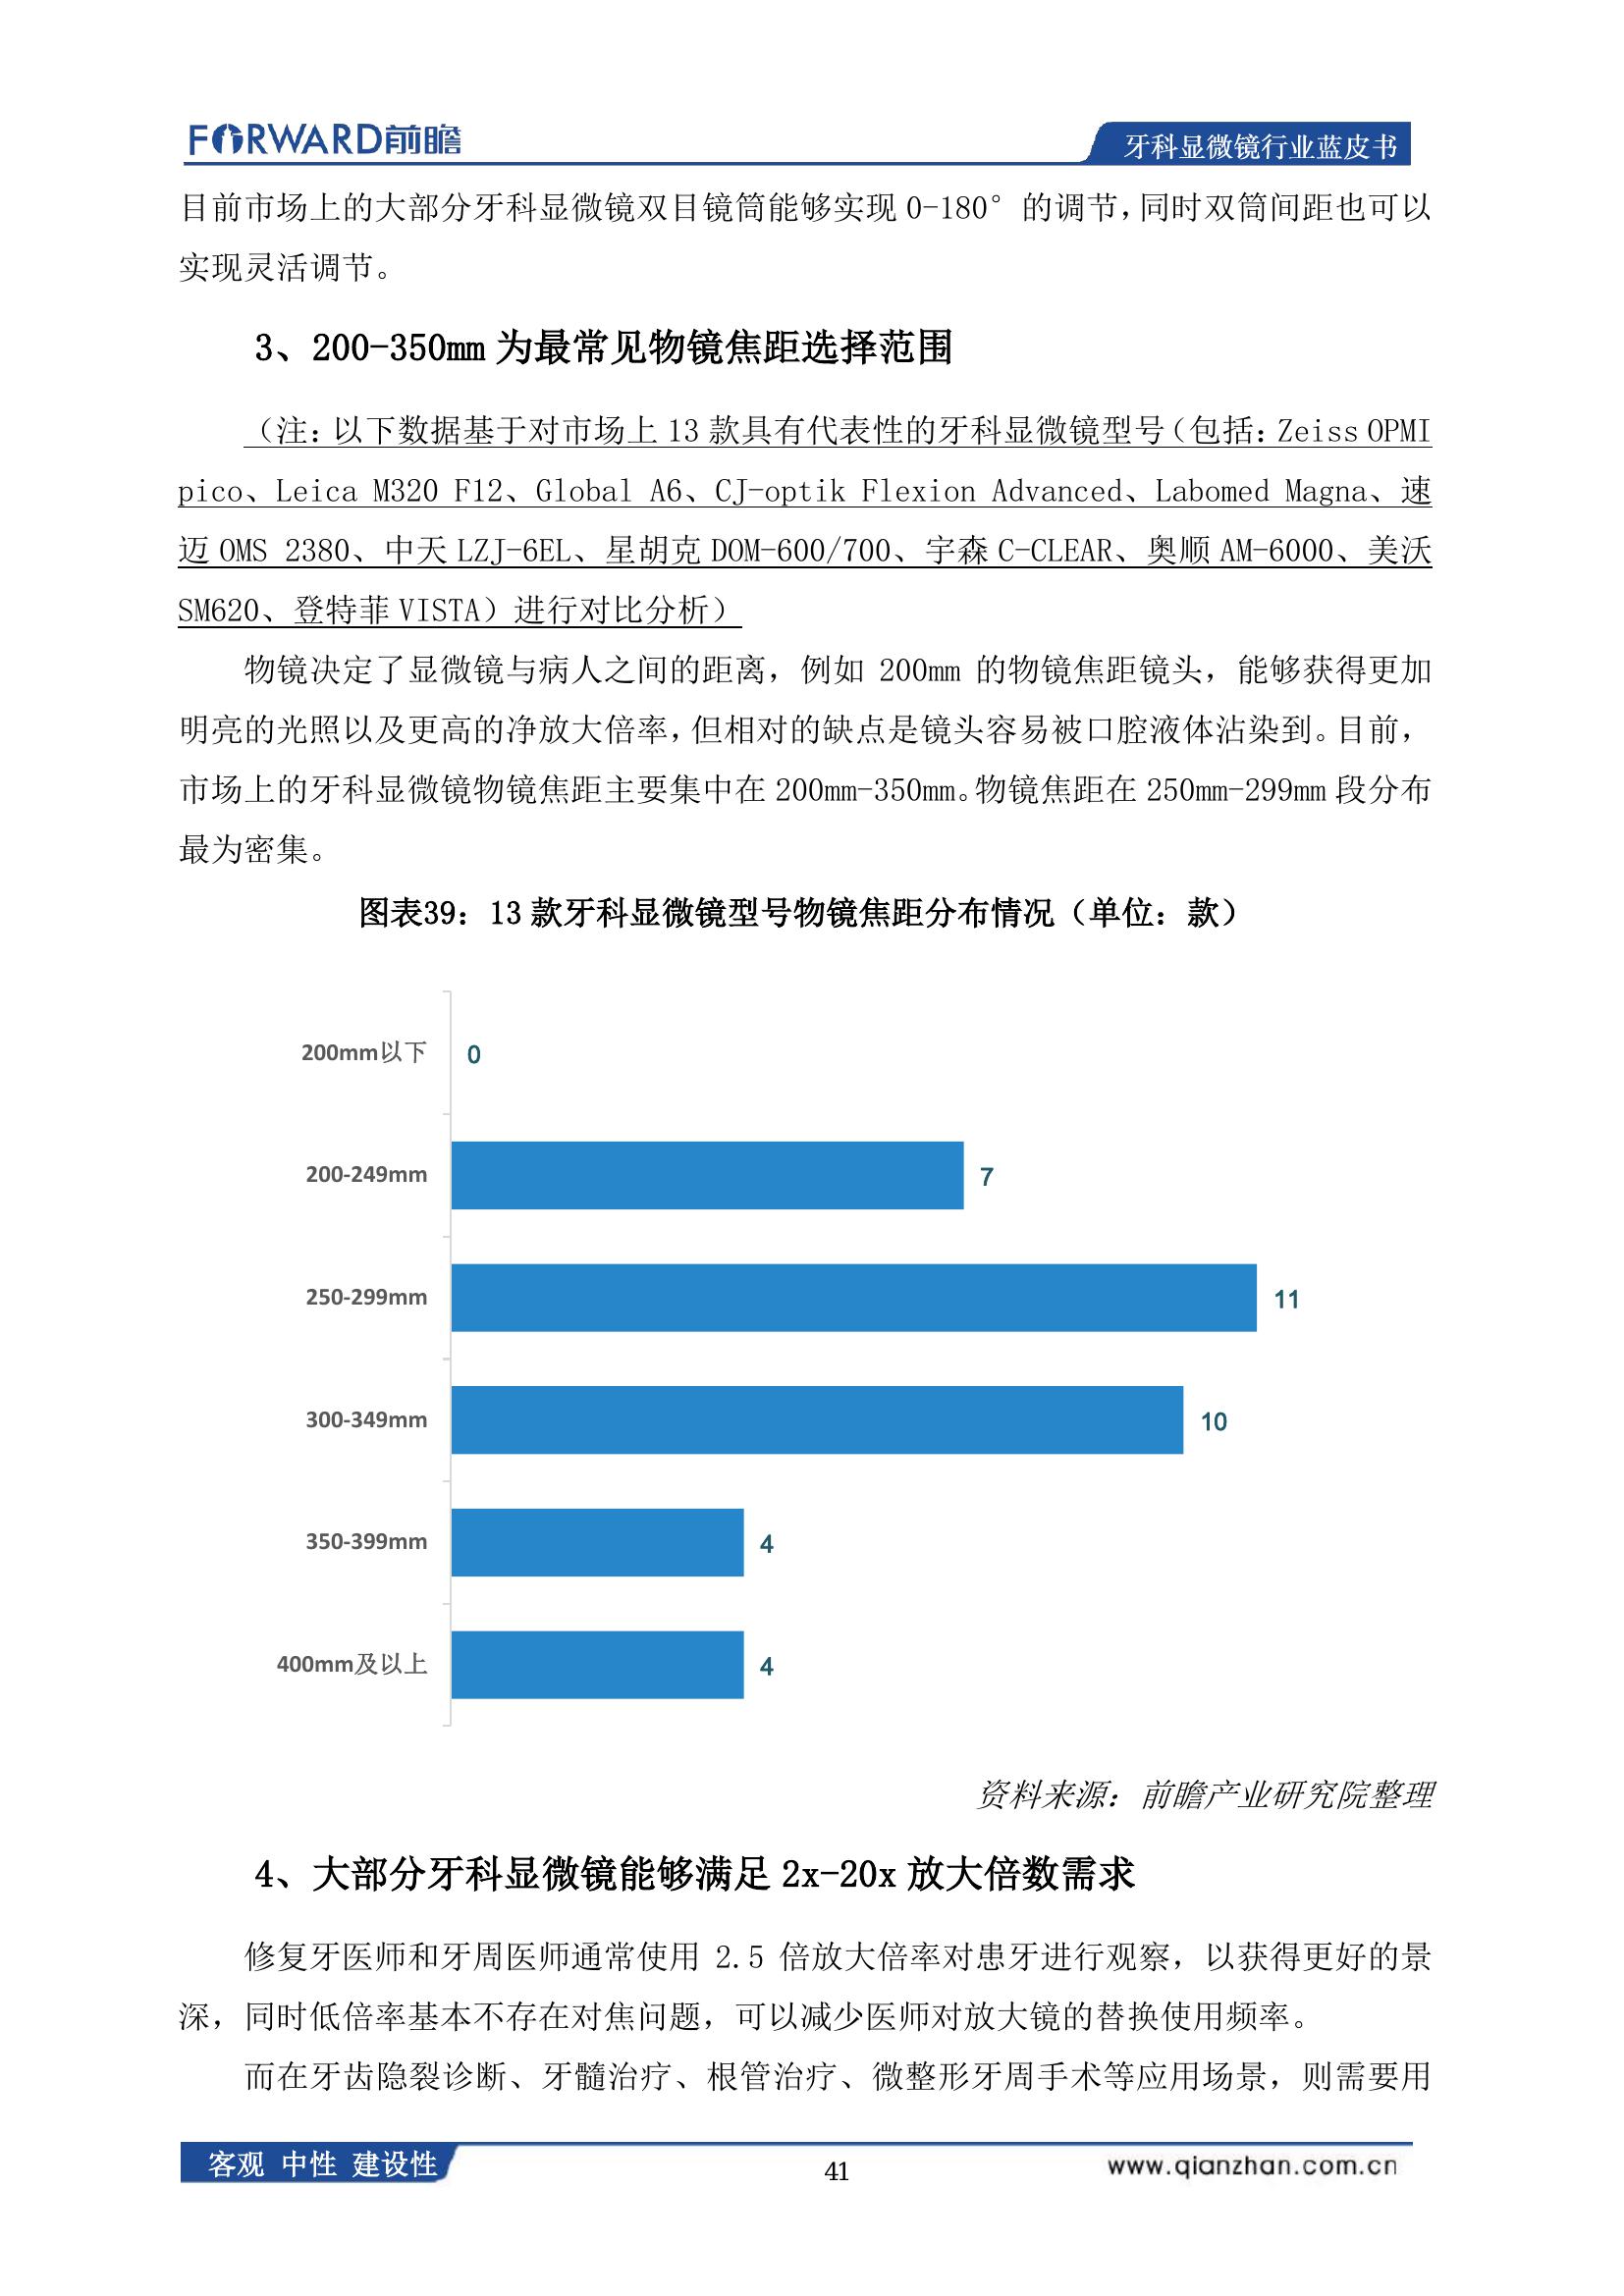 FORWARD前瞻
牙科显微镜行业蓝皮书
目前市场上的大部分牙科显微镜双目镜筒能够实现 0-180° 的调节，同时双筒间距也可以
实现灵活调节。
3、200-350mm 为最常见物镜焦距选择范围
（注：以下数据基于对市场上 13 款具有代表性的牙科显微镜型号（包括：Zeiss OPMI
pico、Leica M320 F12、Global A6、CJ-optik Flexion Advanced、Labomed Magna、速
迈 OMS 2380、中天 LZJ-6EL、星胡克 DOM-600/700、宇森 C-CLEAR、奥顺 AM-6000、美沃
SM620、登特菲 VISTA）进行对比分析）
物镜决定了显微镜与病人之间的距离，例如 200mm 的物镜焦距镜头，能够获得更加
明亮的光照以及更高的净放大倍率，但相对的缺点是镜头容易被口腔液体沾染到。目前，
市场上的牙科显微镜物镜焦距主要集中在 200mm-350mm。物镜焦距在 250mm-299mm 段分布
最为密集。
图表39：13 款牙科显微镜型号物镜焦距分布情况（单位：款）
200mm以下 0
200-249mm 7
250-299mm 11
300-349mm 10
350-399mm 4
400mm及以上 4
资料来源：前瞻产业研究院整理
4、大部分牙科显微镜能够满足 2x-20x 放大倍数需求
修复牙医师和牙周医师通常使用 2.5 倍放大倍率对患牙进行观察，以获得更好的景
深，同时低倍率基本不存在对焦问题，可以减少医师对放大镜的替换使用频率。
而在牙齿隐裂诊断、牙髓治疗、根管治疗、微整形牙周手术等应用场景，则需要用
客观 中性 建设性
41
www.qianzhan.com.cn